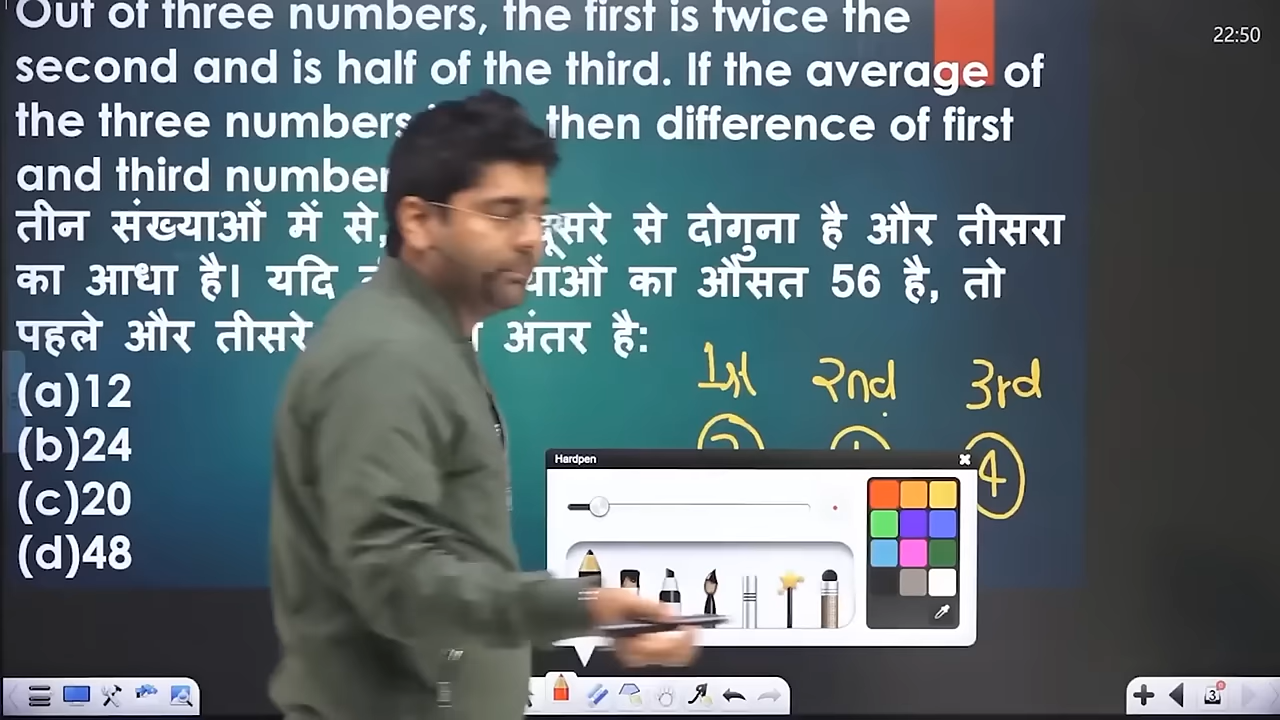 Out of three numbers, the first is twice the
second and is half of the third. If the average of
the three numbers then difference of first
and third number
तीन संख्याओं में से, दूसरे से दोगुना है और तीसरा
का आधा है। यदि का औसत 56 है, तो
पहले और तीसरे अंतर है:
(a)12
(b)24
(c)20
(d)48
1st 2nd 3rd
4
Hardpen
22:50
3